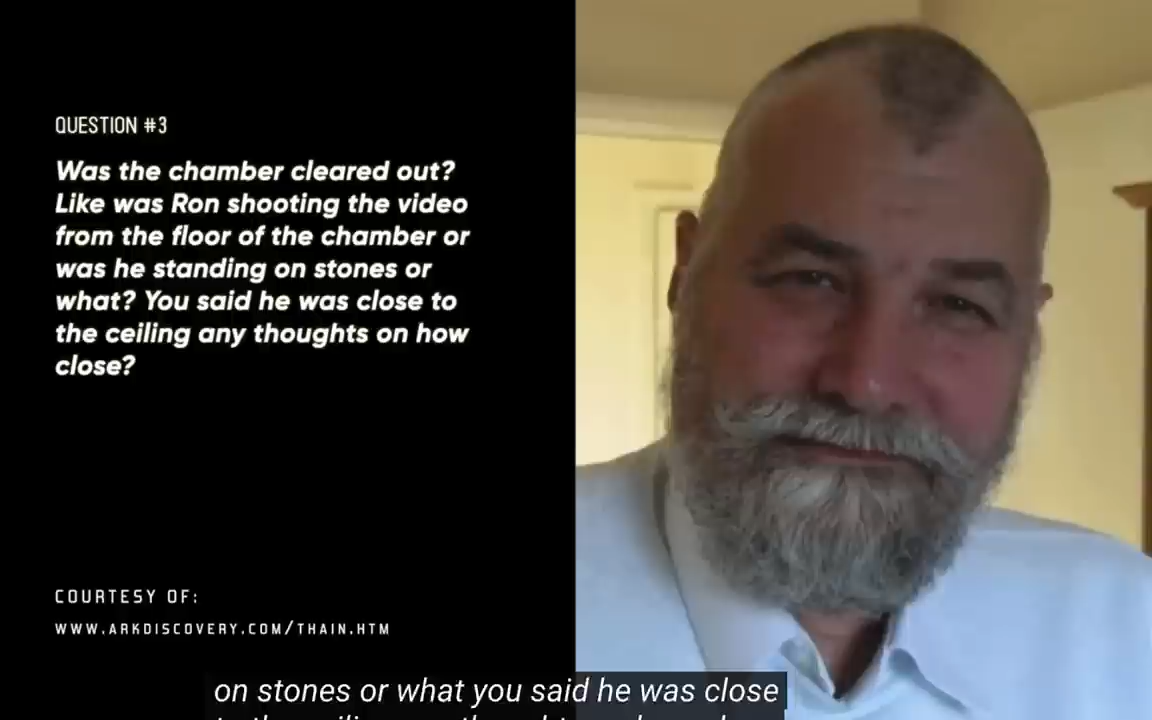 QUESTION #3
Was the chamber cleared out?
Like was Ron shooting the video
from the floor of the chamber or
was he standing on stones or
what? You said he was close to
the ceiling any thoughts on how
close?
COURTESY OF:
WWW.ARKDISCOVERY.COM/THAIN.HTM
on stones or what you said he was close